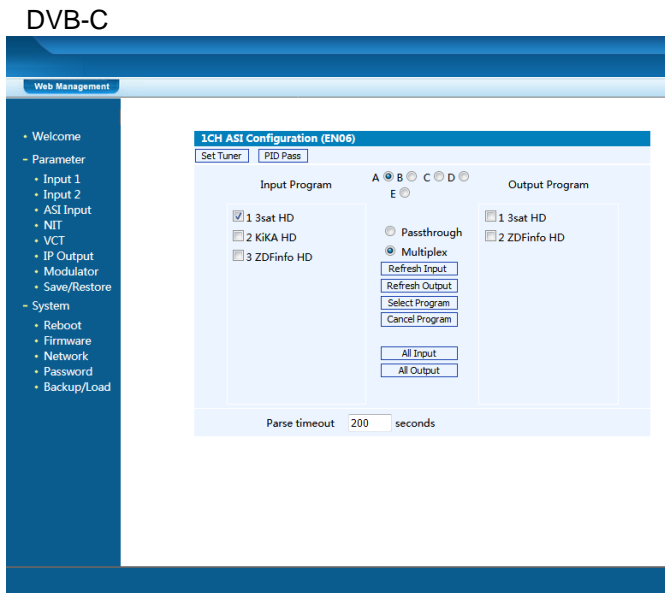 DVB-C
Web Management
Welcome
Parameter
Input 1
Input 2
ASI Input
NIT
VCT
IP Output
Modulator
Save/Restore
System
Reboot
Firmware
Network
Password
Backup/Load
1CH ASI Configuration (EN06)
Set Tuner PID Pass
Input Program
A B C D
E
Output Program
1 3sat HD
2 KiKA HD
3 ZDFinfo HD
Passthrough
Multiplex
Refresh Input
Refresh Output
Select Program
Cancel Program
All Input
All Output
1 3sat HD
2 ZDFinfo HD
Parse timeout 200 seconds